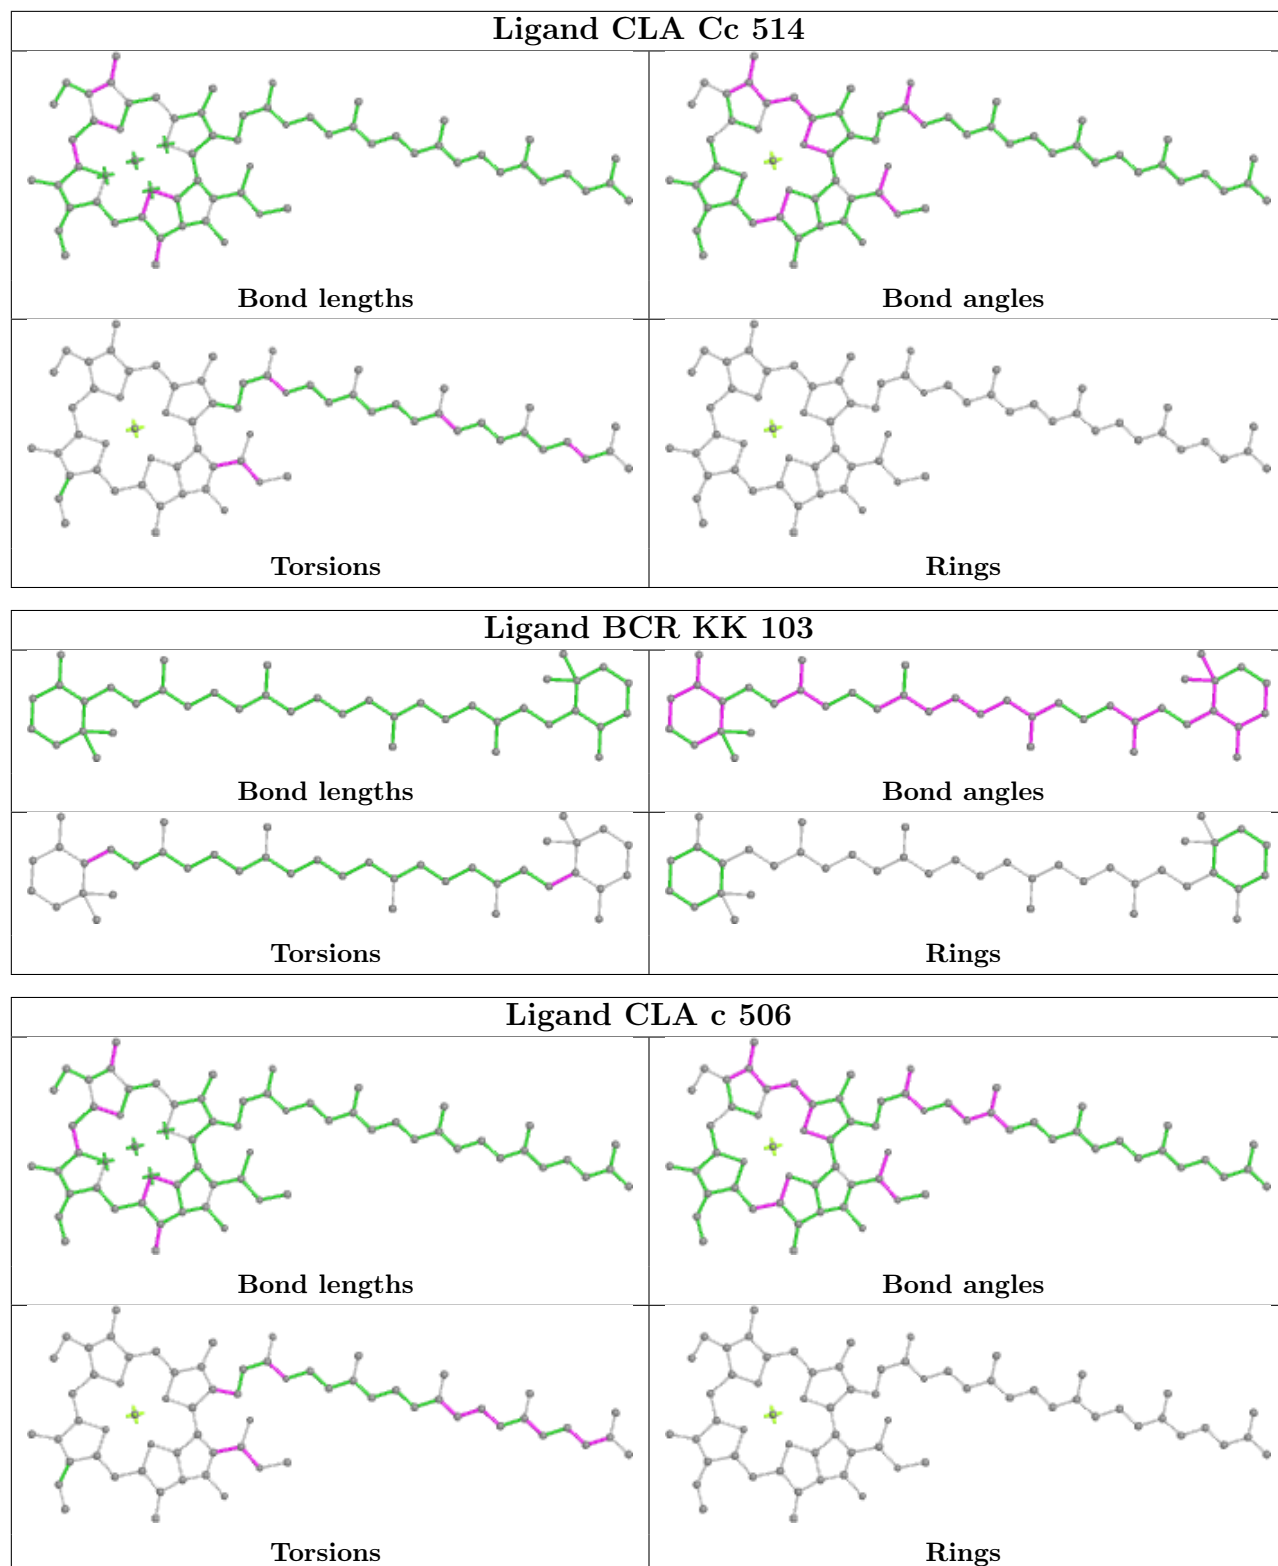 Ligand CLA Cc 514
Bond lengths
Bond angles
Torsions
Rings
Ligand BCR KK 103
Bond lengths
Bond angles
Torsions
Rings
Ligand CLA c 506
Bond lengths
Bond angles
Torsions
Rings